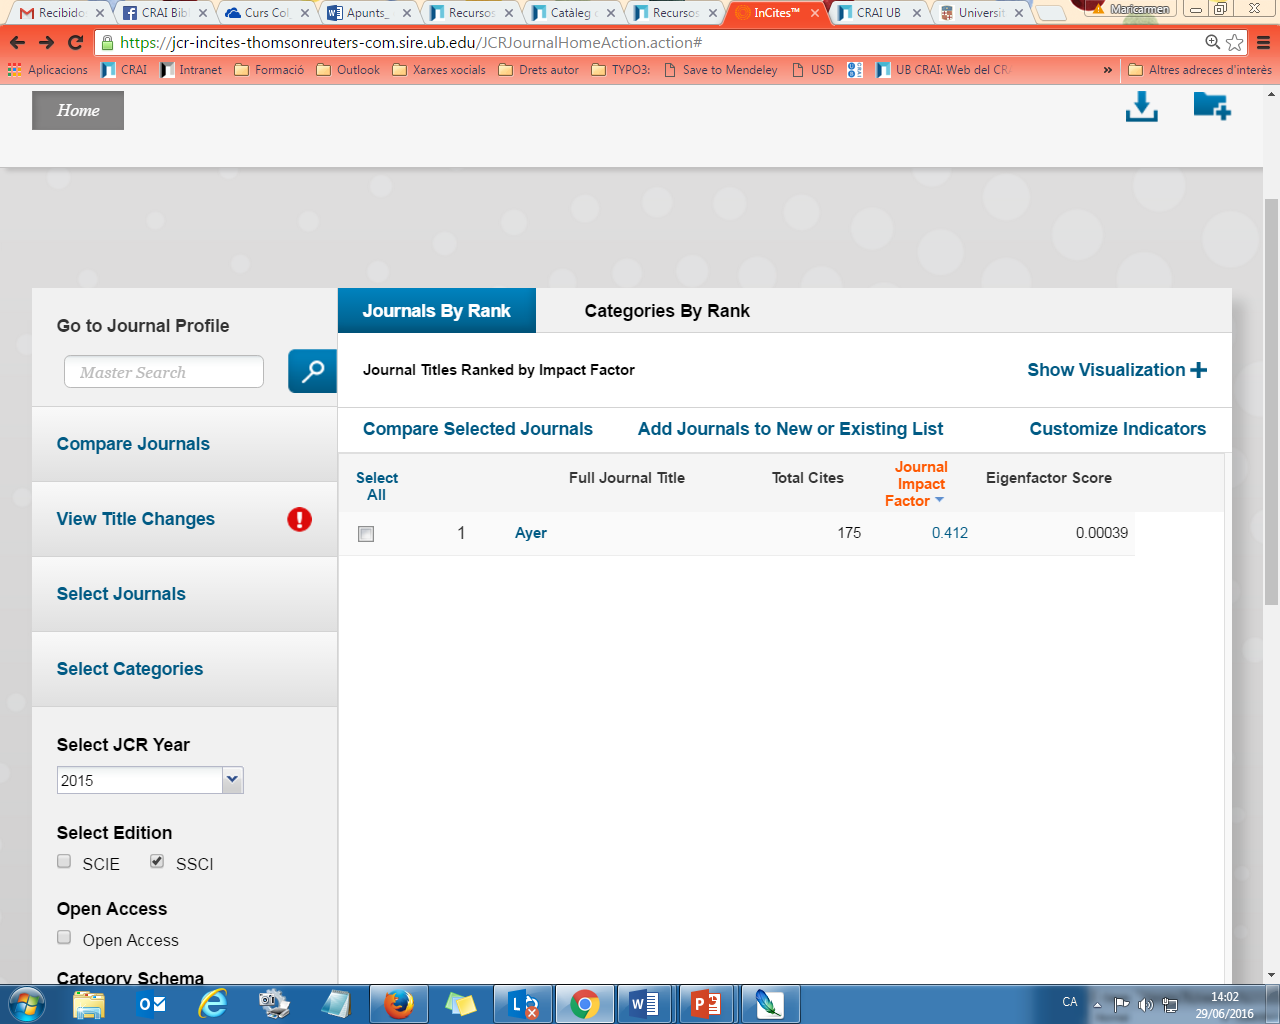 Recibido
CRAI Bibl
Curs Col
Apunts_
Recursos
Catàleg
Recursos
InCites™
CRAI UB
Universit
Maricarmen
https://jcr-incites-thomsonreuters-com.sire.ub.edu/JCRJournalHomeAction.action#
Aplicacions
CRAI
Intranet
Formació
Outlook
Xarxes xocials
Drets autor
TYPO3:
Save to Mendeley
USD
UB CRAI: Web del CRA
»
Altres adreces d'interès
Home
Go to Journal Profile
Master Search
Compare Journals
View Title Changes
Select Journals
Select Categories
Select JCR Year
2015
Select Edition
SCIE
SSCI
Open Access
Open Access
Category Schema
Journals By Rank
Categories By Rank
Journal Titles Ranked by Impact Factor
Show Visualization
Compare Selected Journals
Add Journals to New or Existing List
Customize Indicators
Select All
Full Journal Title
Total Cites
Journal Impact Factor
Eigenfactor Score
1 Ayer 175 0.412 0.00039
CA
14:02
29/06/2016